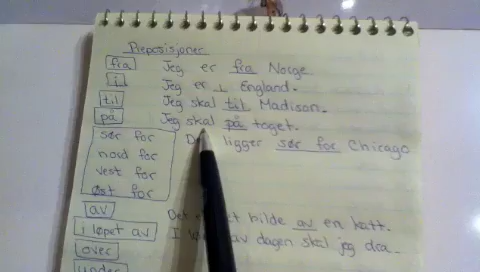 Preposisjoner
fra Jeg er fra Norge
i Jeg er i England.
til Jeg skal til Madison.
på Jeg skal på toget.
sør for ligger sør for Chicago
nord for
vest for
øst for
av Det bilde av en katt.
i løpet av I av dagen skal jeg dra.
over
under